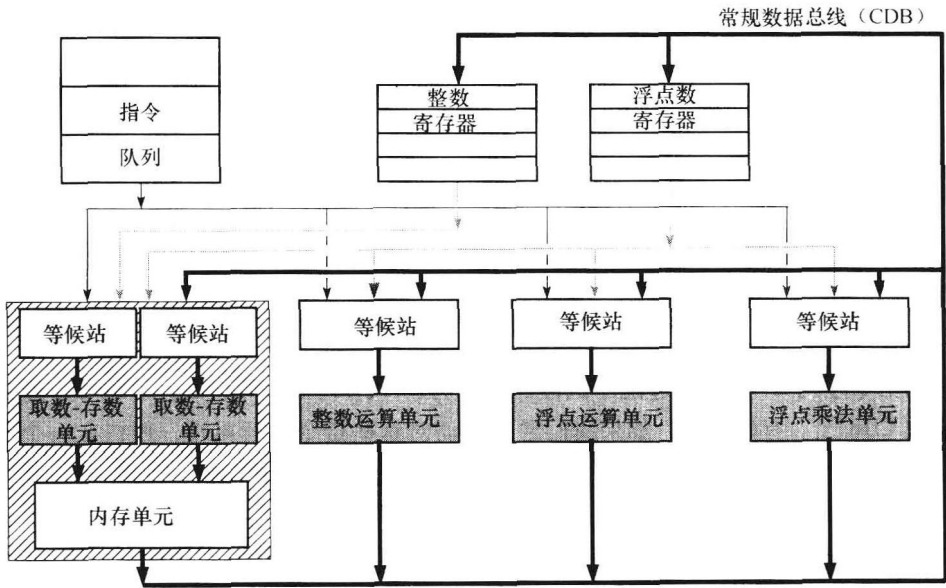 常规数据总线（CDB）
指令
队列
整数
寄存器
浮点数
寄存器
等候站
等候站
等候站
等候站
等候站
取数-存数
单元
取数-存数
单元
整数运算单元
浮点运算单元
浮点乘法单元
内存单元